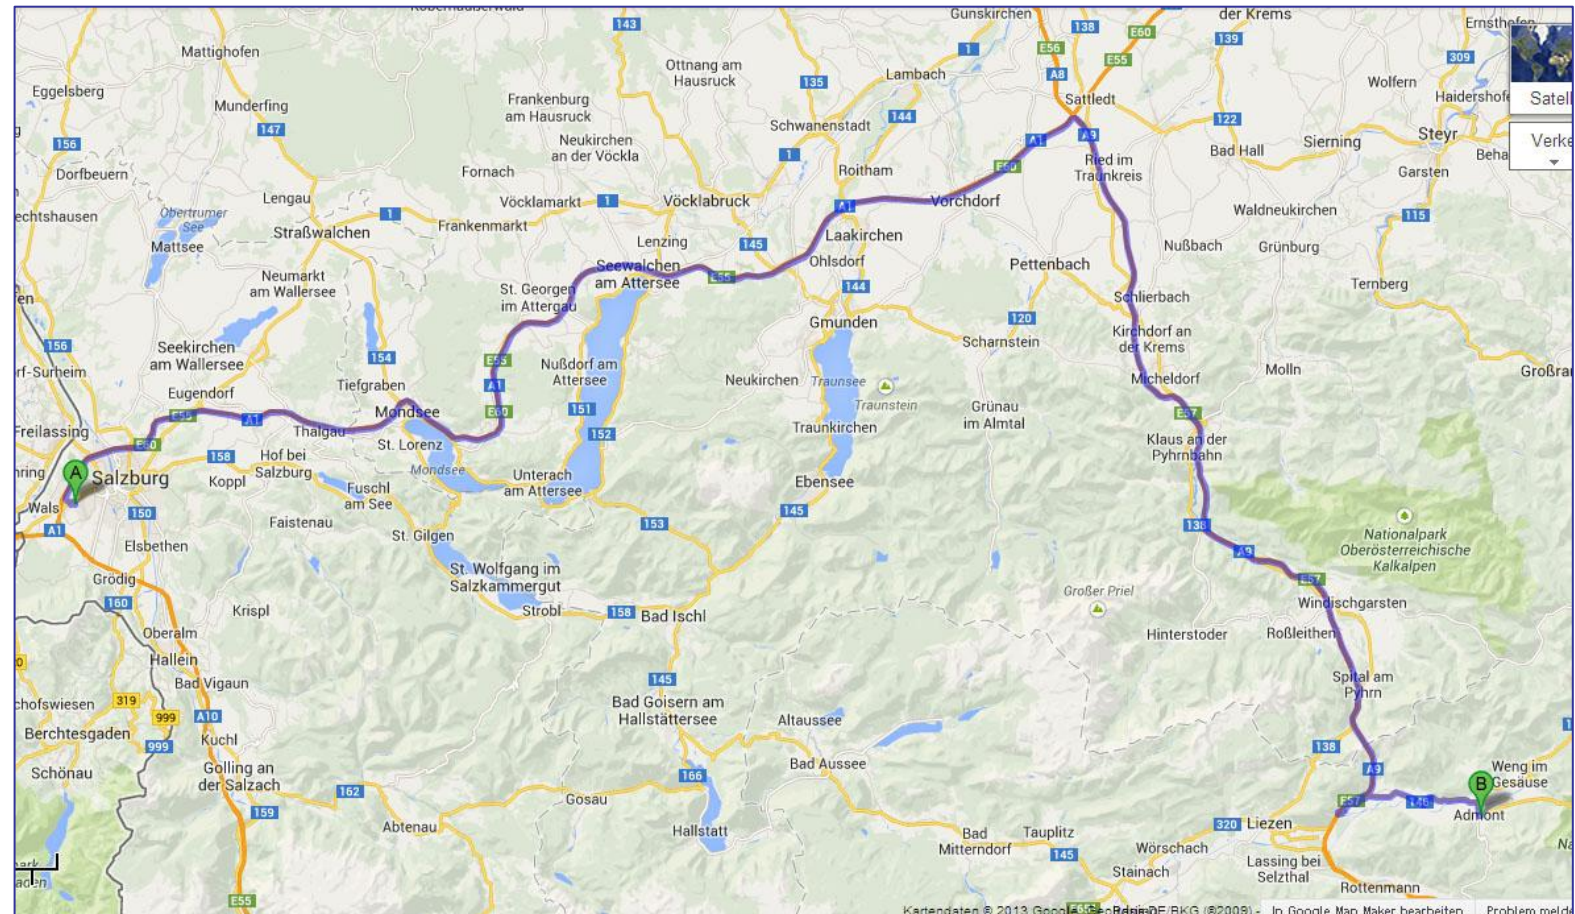 Gunskirchen
der Krems
Ernsthofen
143
138
E60
139
Mattighofen
E56
1
E55
309
Ottnang am
Hausruck
A8
Lambach
Wolfern
135
Eggelsberg
Sattledt
Haidershofe
Satell
Frankenburg
am Hausruck
Munderfing
144
122
147
Schwanenstadt
Steyr
Verke
156
Neukirchen
an der Vöckla
A1
A9
Sierning
1
Bad Hall
Beha
Dorfbeuern
Fornach
Roitham
E60
Ried im
Traunkreis
Garsten
Lengau
Vöcklamarkt
1
Vöcklabruck
A1
Vorchdorf
echtshausen
Obertrumer
See
1
Waldneukirchen
115
Straßwalchen
Frankenmarkt
Mattsee
Lenzing
145
Laakirchen
Nußbach
Grünburg
Ohlsdorf
Seewalchen
am Attersee
E55
Pettenbach
Neumarkt
am Wallersee
St. Georgen
im Attergau
144
Ternberg
Schlierbach
Gmunden
120
Kirchdorf an
der Krems
156
Seekirchen
am Wallersee
154
E55
Scharnstein
rf-Surheim
Nußdorf am
Attersee
Molln
Großra
Tiefgraben
A1
Neukirchen
Traunsee
Micheldorf
Eugendorf
Traunstein
Grünau
im Almtal
E55
A1
Mondsee
E60
151
E57
Thalgau
Traunkirchen
Freilassing
152
E60
St. Lorenz
Klaus an der
Pyhrnbahn
158
Hof bei
Salzburg
A
Salzburg
Mondsee
Unterach
am Attersee
Ebensee
Koppl
Fuschl
am See
Wals
150
145
A1
Faistenau
153
138
Nationalpark
Oberösterreichische
Kalkalpen
St. Gilgen
Elsbethen
A9
St. Wolfgang im
Salzkammergut
Grödig
E57
Großer Priel
160
Krispl
Strobl
158
Bad Ischl
Windischgarsten
Oberalm
Hinterstoder
Roßleithen
Hallein
Bad Vigaun
145
Spital am
Pyhrn
319
chofswiesen
999
A10
Bad Goisern am
Hallstättersee
Altaussee
Berchtesgaden
999
Kuchl
138
Schönau
Golling an
der Salzach
166
Bad Aussee
A9
Weng im
Gesäuse
B
162
Gosau
E57
146
159
Admont
Abtenau
Hallstatt
Bad
Mitterndorf
Tauplitz
320
Liezen
145
Wörschach
Stainach
Lassing bei
Selzthal
Rottenmann
E55
In Google Map Maker bearbeiten
Problem melde